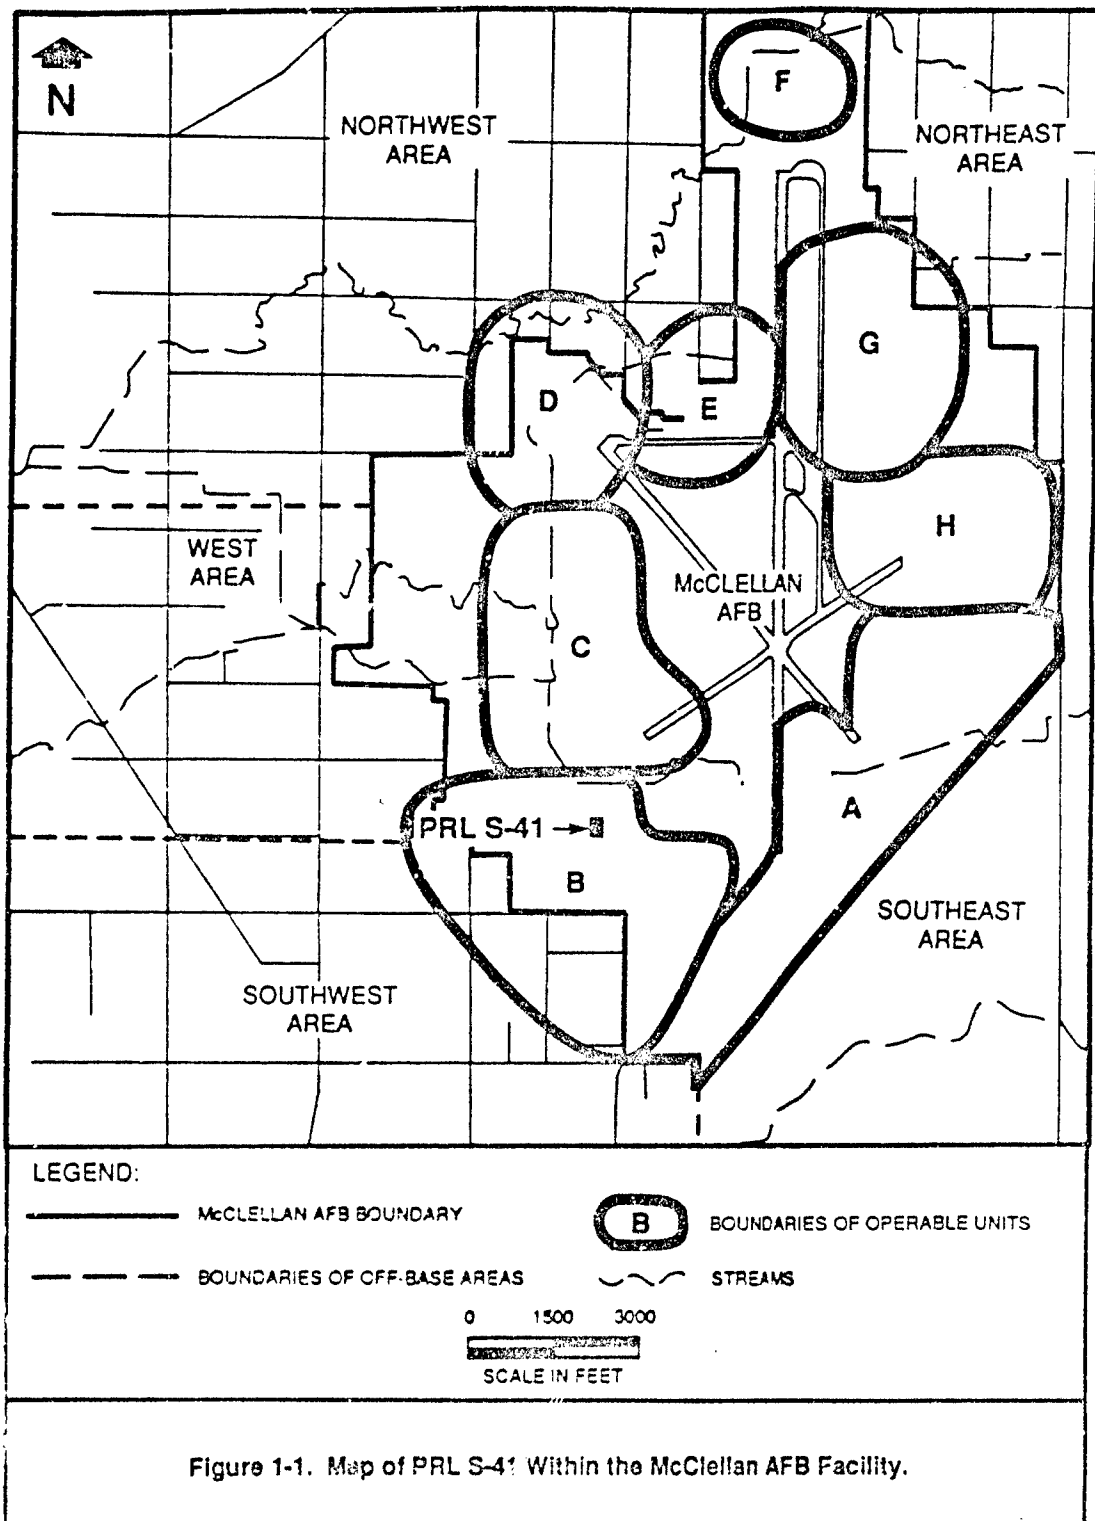 N
F
NORTHWEST
AREA
NORTHEAST
AREA
G
D
E
H
WEST
AREA
McCLELLAN
AFB
C
A
PRL S-41
B
SOUTHEAST
AREA
SOUTHWEST
AREA
LEGEND:
McCLELLAN AFB BOUNDARY
B
BOUNDARIES OF OPERABLE UNITS
BOUNDARIES OF OFF-BASE AREAS
STREAMS
0 1500 3000
SCALE IN FEET
Figure 1-1. Map of PRL S-41 Within the McClellan AFB Facility.